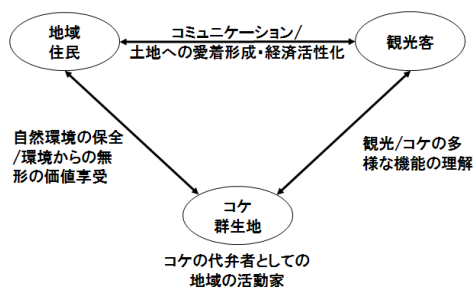 地域
住民
コミュニケーション/
土地への愛着形成・経済活性化
観光客
自然環境の保全
/環境からの無
形の価値享受
観光/コケの多
様な機能の理解
コケ
群生地
コケの代弁者としての
地域の活動家